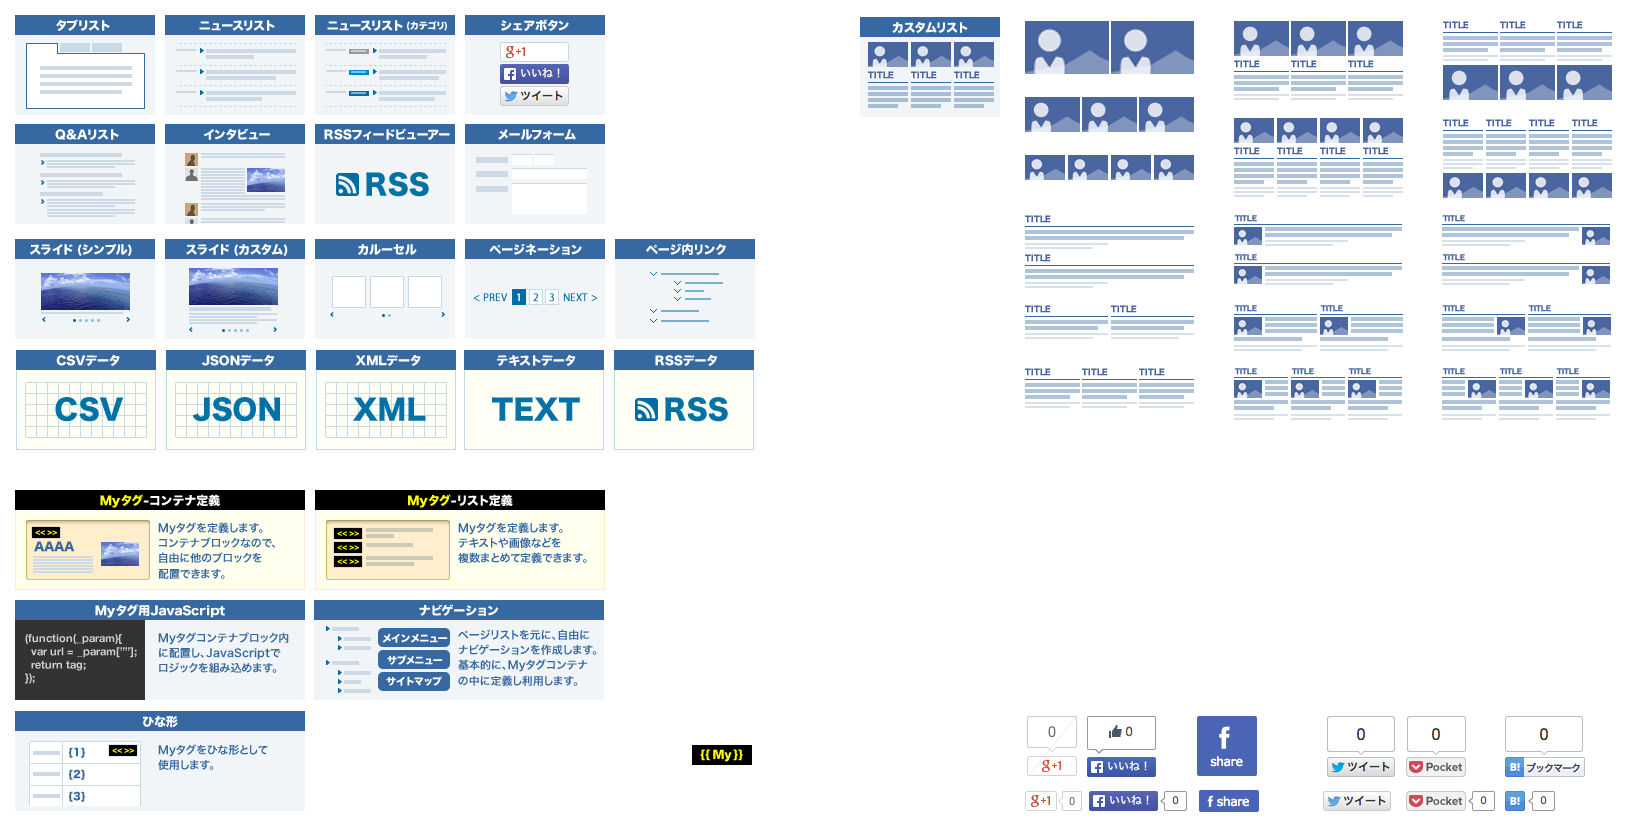 タブリスト
ニュースリスト
ニュースリスト (カテゴリ)
シェアボタン
g+1
いいね！
ツイート
Q&Aリスト
インタビュー
RSSフィードビューアー
メールフォーム
RSS
スライド (シンプル)
スライド (カスタム)
カルーセル
ページネーション
ページ内リンク
< PREV 1 2 3 NEXT >
CSVデータ
JSONデータ
XMLデータ
テキストデータ
RSSデータ
CSV
JSON
XML
TEXT
RSS
Myタグ-コンテナ定義
<< >>
AAAA
Myタグを定義します。
コンテナブロックなので、
自由に他のブロックを
配置できます。
Myタグ-リスト定義
<< >>
<< >>
<< >>
Myタグを定義します。
テキストや画像などを
複数まとめて定義できます。
Myタグ用JavaScript
(function(_param){
var url = _param[""];
return tag;
});
Myタグコンテナブロック内
に配置し、JavaScriptで
ロジックを組み込めます。
ナビゲーション
メインメニュー
サブメニュー
サイトマップ
ページリストを元に、自由に
ナビゲーションを作成します。
基本的に、Myタグコンテナ
の中に定義し利用します。
ひな形
{1}
<< >>
{2}
{3}
Myタグをひな形として
使用します。
{{ My }}
カスタムリスト
TITLE TITLE TITLE
TITLE
TITLE
TITLE TITLE
TITLE TITLE TITLE
TITLE TITLE TITLE
TITLE TITLE TITLE TITLE
TITLE
TITLE
TITLE TITLE
TITLE TITLE TITLE
TITLE TITLE TITLE
TITLE TITLE TITLE TITLE
TITLE
TITLE
TITLE TITLE
TITLE TITLE TITLE
0
g+1
0
いいね！
f
share
0
ツイート
0
Pocket
0
B! ブックマーク
g+1 0
いいね！ 0
f share
ツイート
Pocket 0
B! 0